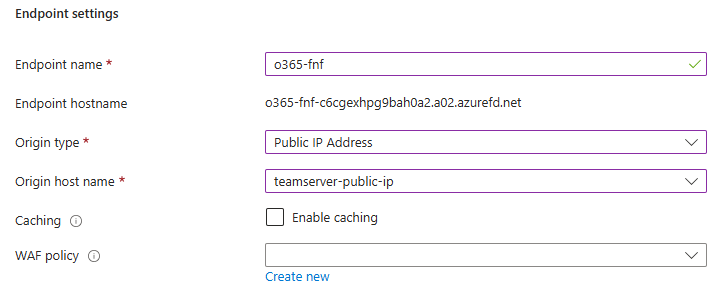 Endpoint settings
Endpoint name * o365-fnf
Endpoint hostname o365-fnf-c6cgexhpg9bah0a2.a02.azurefd.net
Origin type * Public IP Address
Origin host name * teamserver-public-ip
Caching Enable caching
WAF policy
Create new